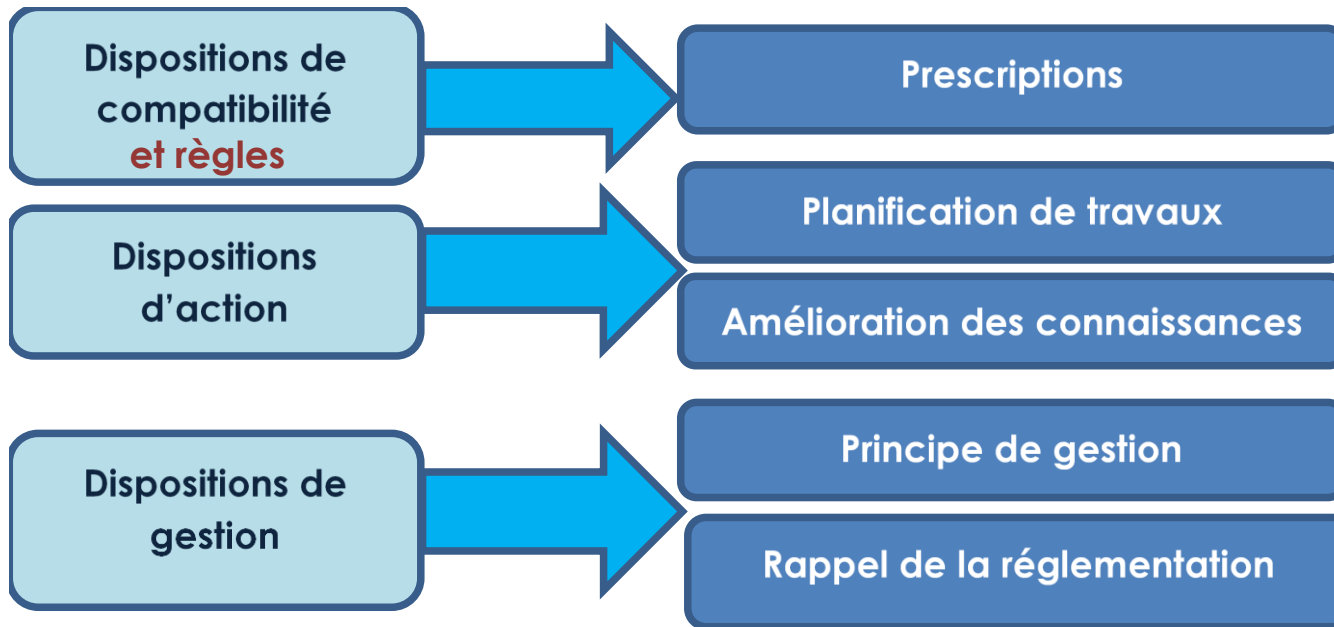 Dispositions de
compatibilité
et règles
Prescriptions
Dispositions
d’action
Planification de travaux
Amélioration des connaissances
Dispositions de
gestion
Principe de gestion
Rappel de la réglementation